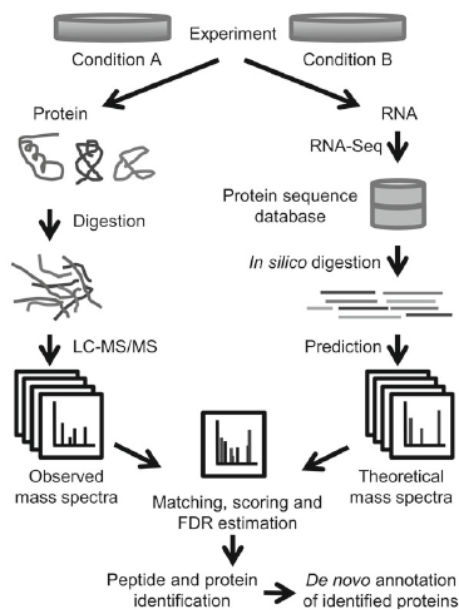 Experiment
Condition A
Condition B
Protein
RNA
RNA-Seq
Protein sequence
database
Digestion
In silico digestion
LC-MS/MS
Prediction
Observed
mass spectra
Theoretical
mass spectra
Matching, scoring and
FDR estimation
Peptide and protein
identification
De novo annotation
of identified proteins